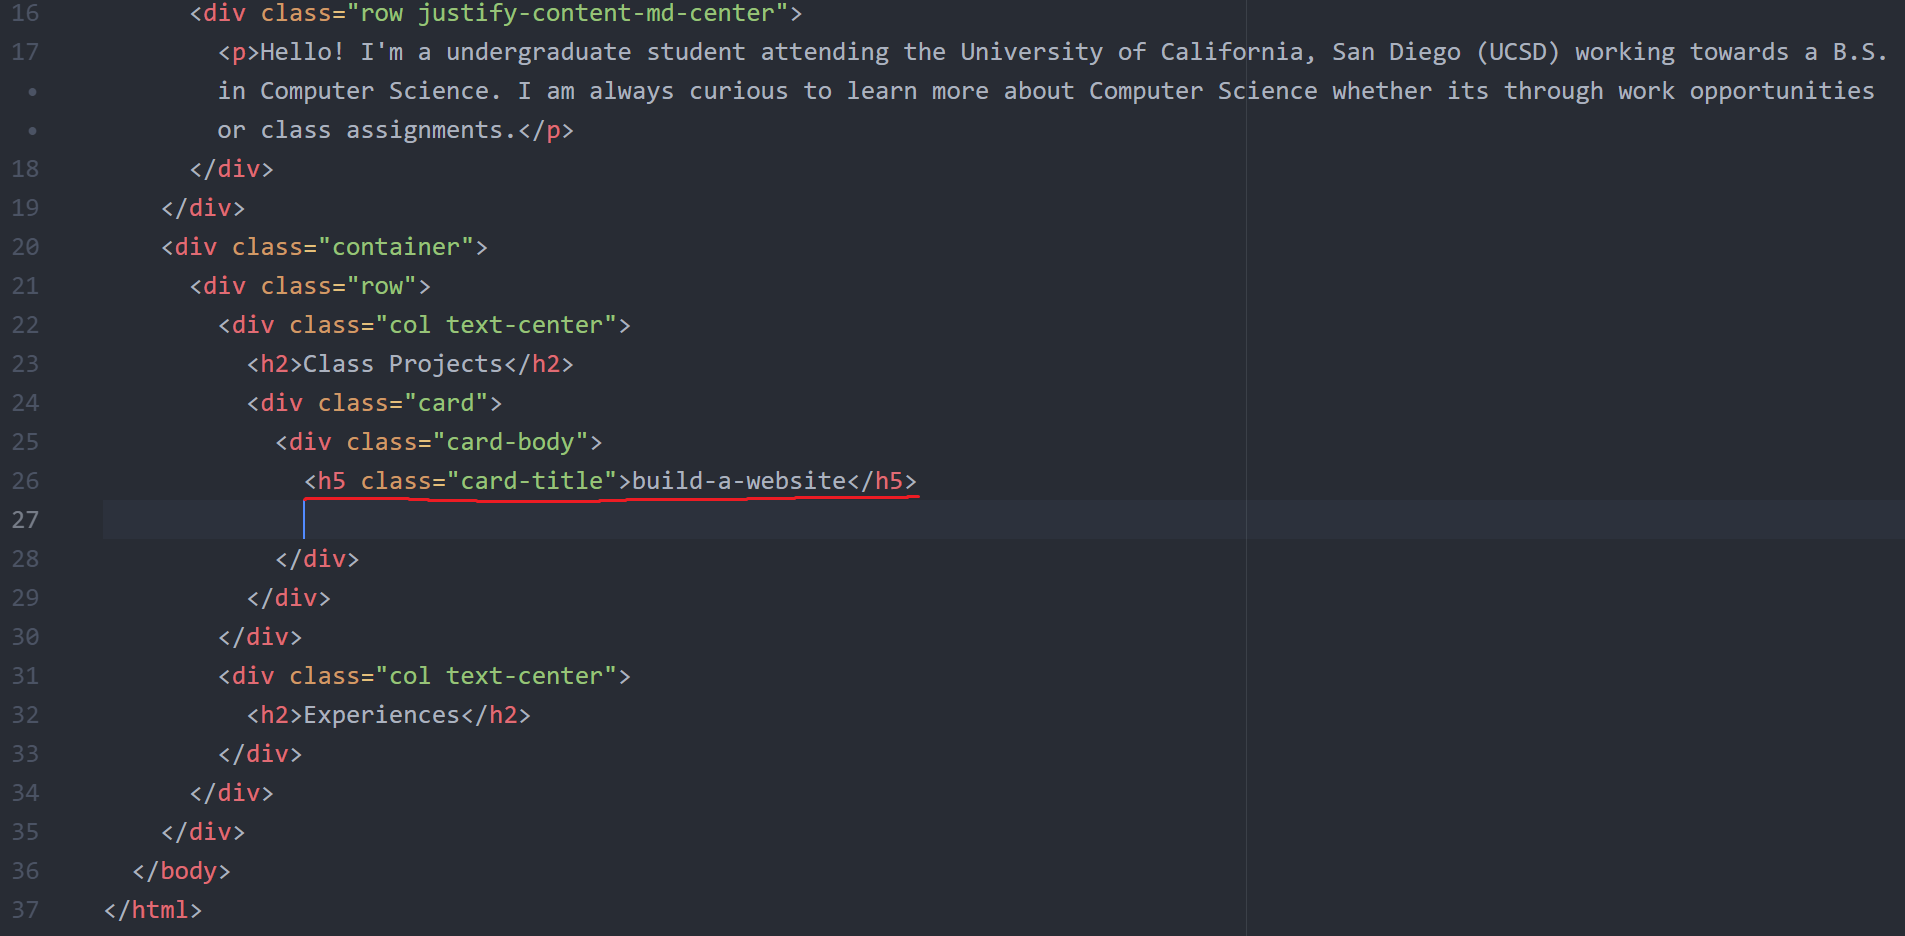 16 <div class="row justify-content-md-center">
17 <p>Hello! I'm a undergraduate student attending the University of California, San Diego (UCSD) working towards a B.S.
• in Computer Science. I am always curious to learn more about Computer Science whether its through work opportunities
• or class assignments.</p>
18 </div>
19 </div>
20 <div class="container">
21 <div class="row">
22 <div class="col text-center">
23 <h2>Class Projects</h2>
24 <div class="card">
25 <div class="card-body">
26 <h5 class="card-title">build-a-website</h5>
27
28 </div>
29 </div>
30 </div>
31 <div class="col text-center">
32 <h2>Experiences</h2>
33 </div>
34 </div>
35 </div>
36 </body>
37 </html>